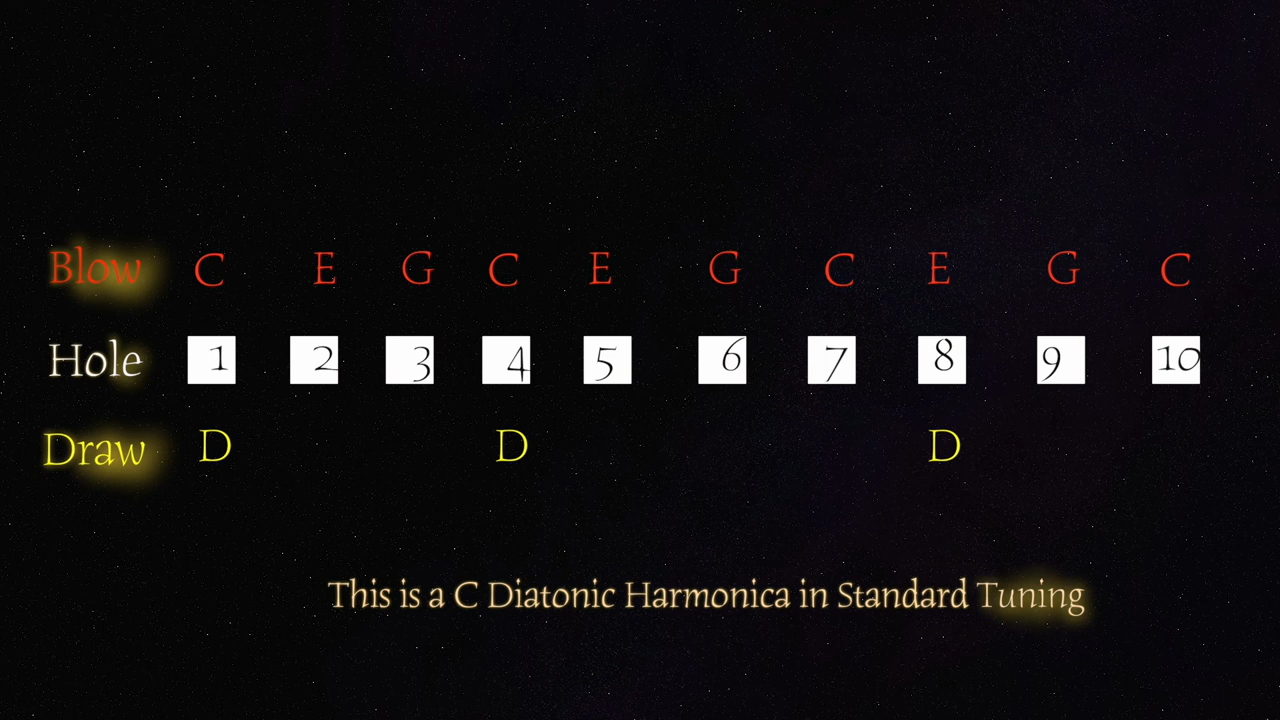 Blow C E G C E G C E G C
Hole 1 2 3 4 5 6 7 8 9 10
Draw D D D
This is a C Diatonic Harmonica in Standard Tuning